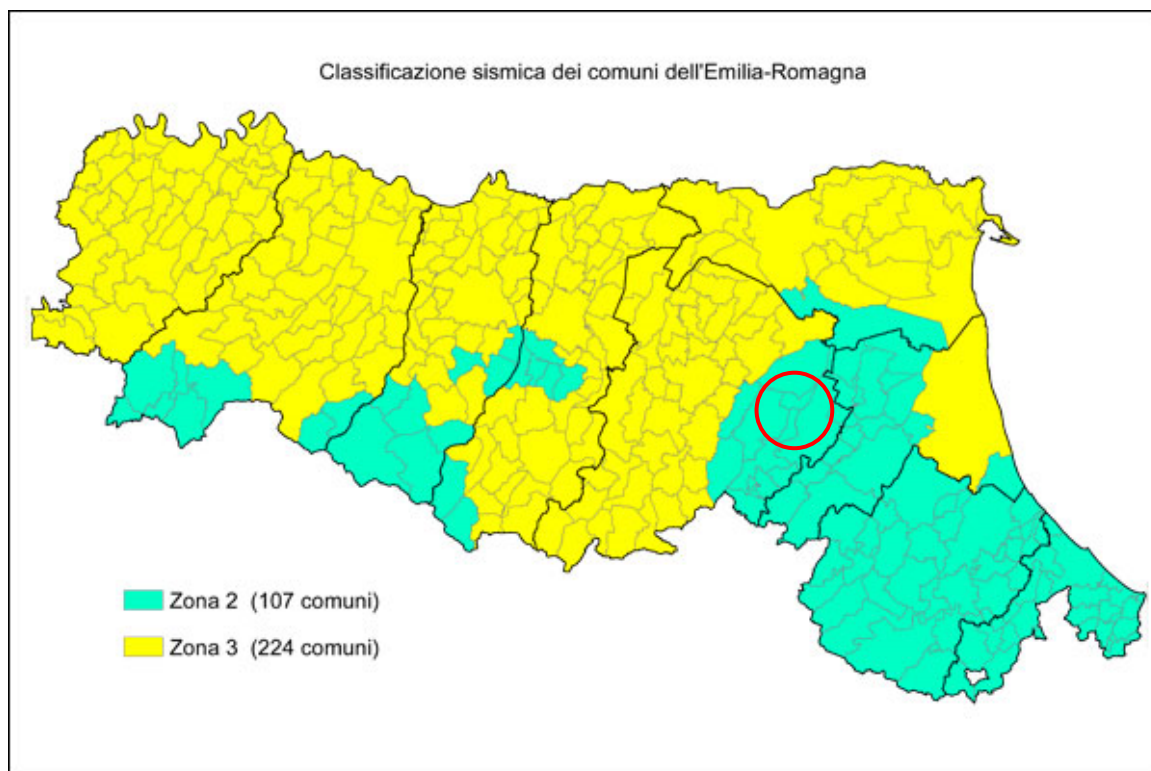 Classificazione sismica dei comuni dell'Emilia-Romagna
Zona 2 (107 comuni)
Zona 3 (224 comuni)